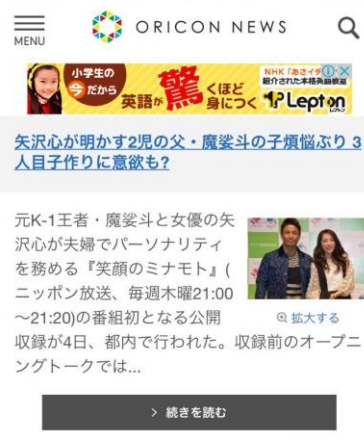 MENU
ORICON NEWS
小学生の
今だから
英語が
驚くほど
身につく
NHK「あさイチ」で
紹介された本格英語教室
Lepton
矢沢心が明かす2児の父・魔裟斗の子煩悩ぶり 3
人目子作りに意欲も?
元K-1王者・魔裟斗と女優の矢
沢心が夫婦でパーソナリティ
を務める『笑顔のミナモト』(
ニッポン放送、毎週木曜21:00
~21:20)の番組初となる公開
拡大する
収録が4日、都内で行われた。収録前のオープニ
ングトークでは...
> 続きを読む